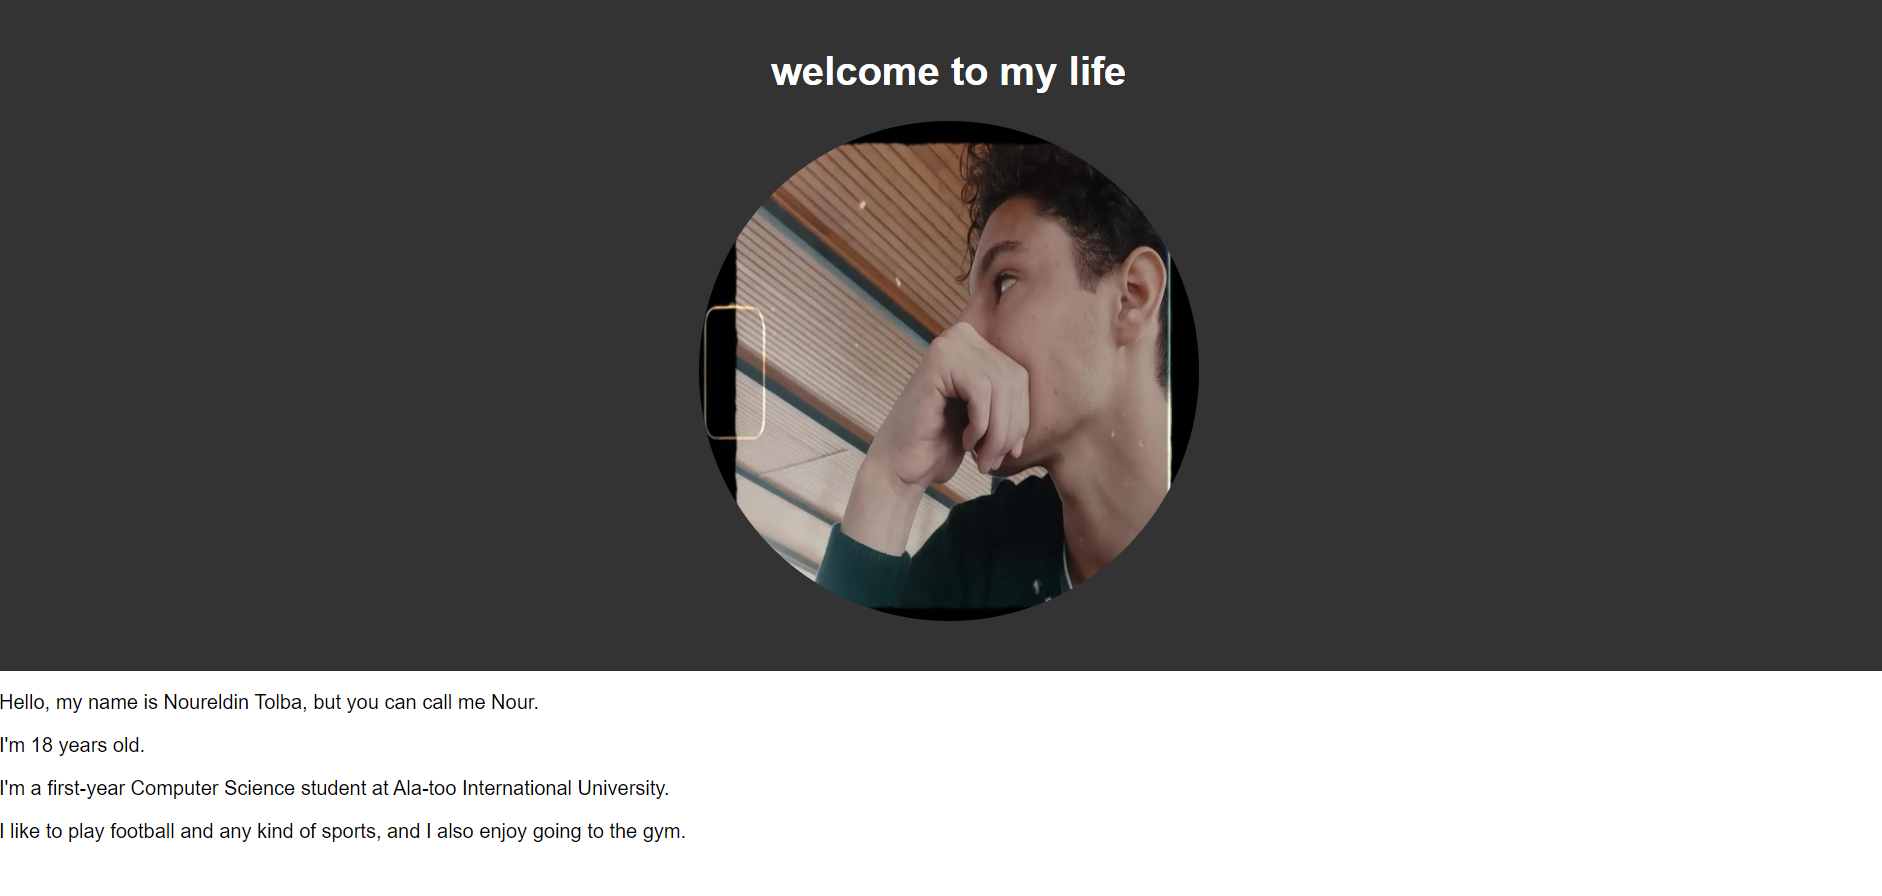 welcome to my life
Hello, my name is Noureldin Tolba, but you can call me Nour.
I'm 18 years old.
I'm a first-year Computer Science student at Ala-too International University.
I like to play football and any kind of sports, and I also enjoy going to the gym.